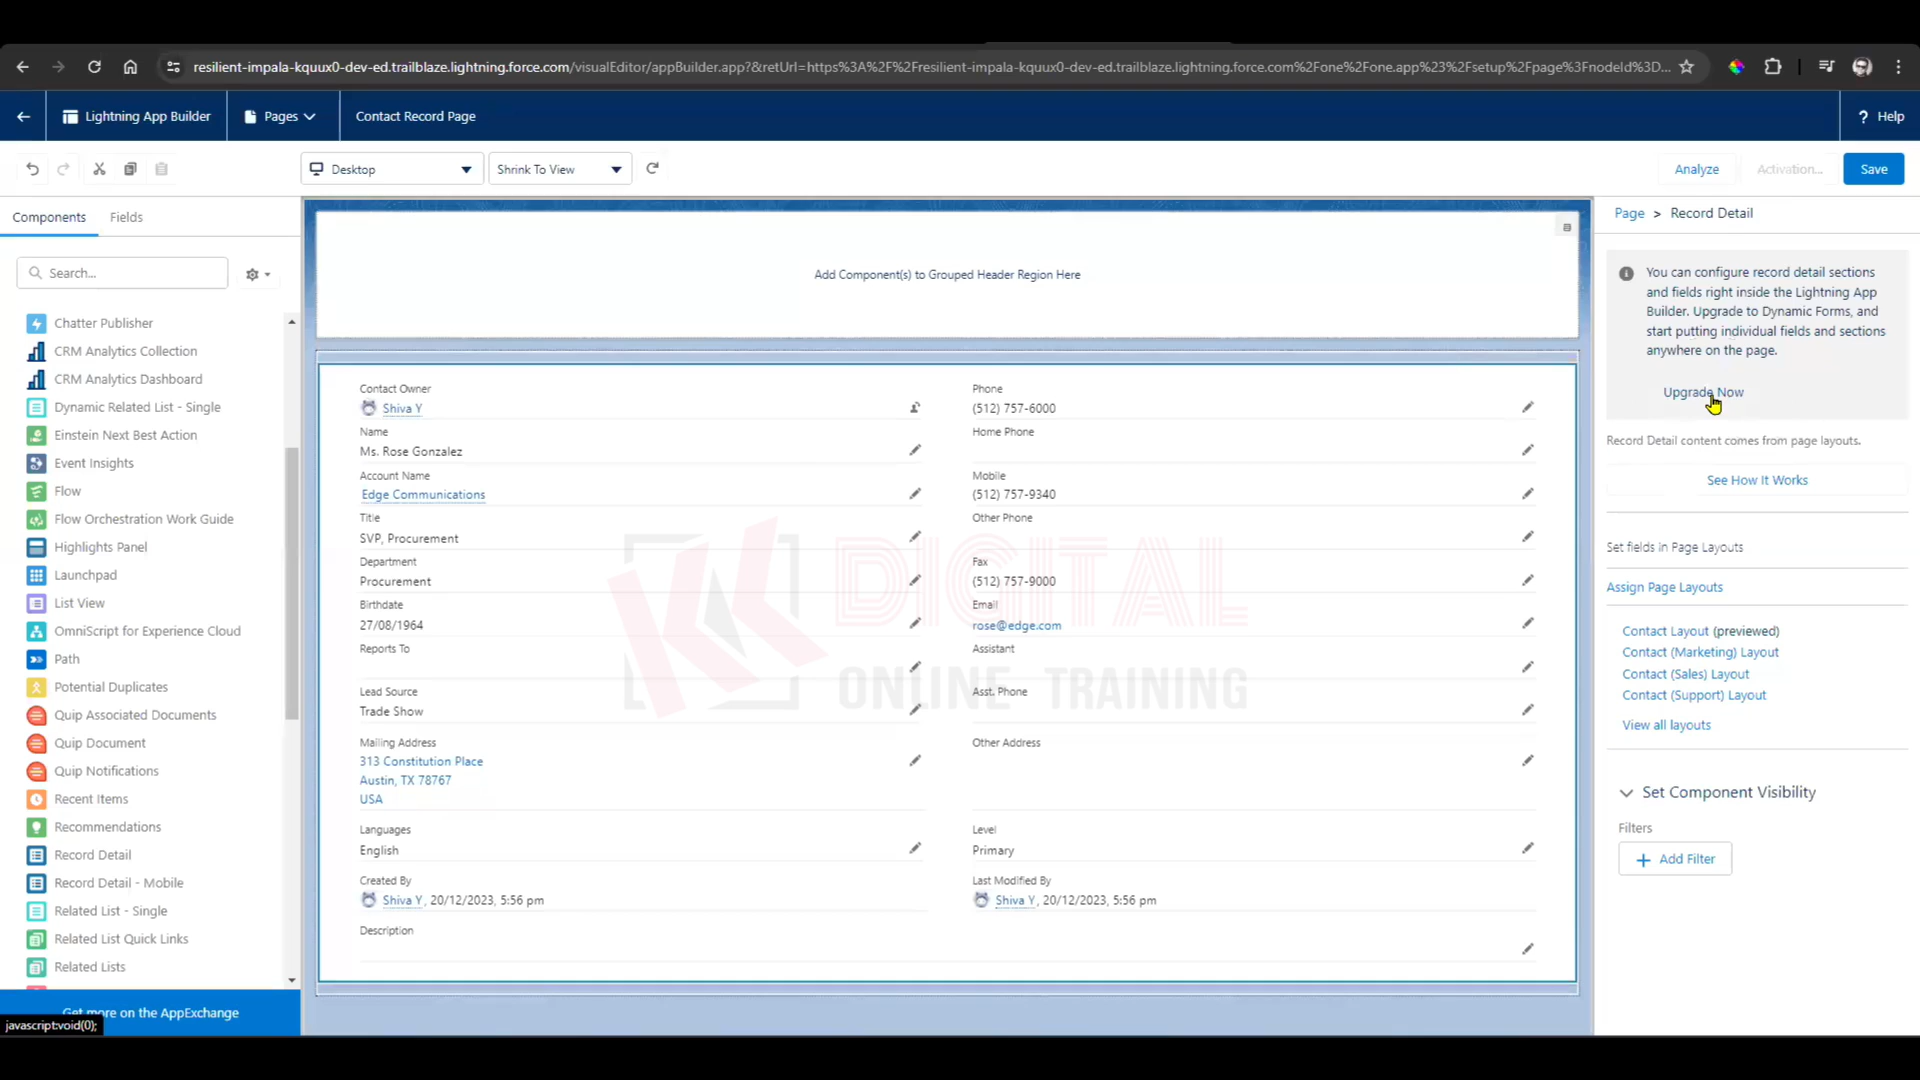 resilient-impala-kquux0-dev-ed.trailblaze.lightning.force.com/visualEditor/appBuilder.app?&retUrl=https%3A%2F%2Fresilient-impala-kquux0-dev-ed.trailblaze.lightning.force.com%2Fone%2Fone.app%23%2Fsetup%2Fpage%3FnodeId%3D...
Lightning App Builder
Pages
Contact Record Page
? Help
Desktop
Shrink To View
Analyze
Activation...
Save
Components
Fields
Search...
Chatter Publisher
CRM Analytics Collection
CRM Analytics Dashboard
Dynamic Related List - Single
Einstein Next Best Action
Event Insights
Flow
Flow Orchestration Work Guide
Highlights Panel
Launchpad
List View
OmniScript for Experience Cloud
Path
Potential Duplicates
Quip Associated Documents
Quip Document
Quip Notifications
Recent Items
Recommendations
Record Detail
Record Detail - Mobile
Related List - Single
Related List Quick Links
Related Lists
Get more on the AppExchange
javascript:void(0);
Add Component(s) to Grouped Header Region Here
Contact Owner
Shiva Y
Name
Ms. Rose Gonzalez
Account Name
Edge Communications
Title
SVP, Procurement
Department
Procurement
Birthdate
27/08/1964
Reports To
Lead Source
Trade Show
Mailing Address
313 Constitution Place
Austin, TX 78767
USA
Languages
English
Created By
Shiva Y, 20/12/2023, 5:56 pm
Description
Phone
(512) 757-6000
Home Phone
Mobile
(512) 757-9340
Other Phone
Fax
(512) 757-9000
Email
rose@edge.com
Assistant
Asst. Phone
Other Address
Level
Primary
Last Modified By
Shiva Y, 20/12/2023, 5:56 pm
KK DIGITAL
ONLINE TRAINING
Page > Record Detail
You can configure record detail sections
and fields right inside the Lightning App
Builder. Upgrade to Dynamic Forms, and
start putting individual fields and sections
anywhere on the page.
Upgrade Now
Record Detail content comes from page layouts.
See How It Works
Set fields in Page Layouts
Assign Page Layouts
Contact Layout (previewed)
Contact (Marketing) Layout
Contact (Sales) Layout
Contact (Support) Layout
View all layouts
Set Component Visibility
Filters
+ Add Filter